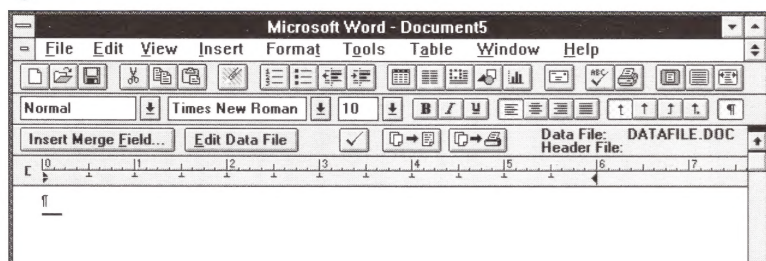 Microsoft Word - Document5
File Edit View Insert Format Tools Table Window Help
ABC
Normal Times New Roman 10 B I U ¶
Insert Merge Field... Edit Data File Data File: DATAFILE.DOC
Header File:
0 1 2 3 4 5 6 7
¶